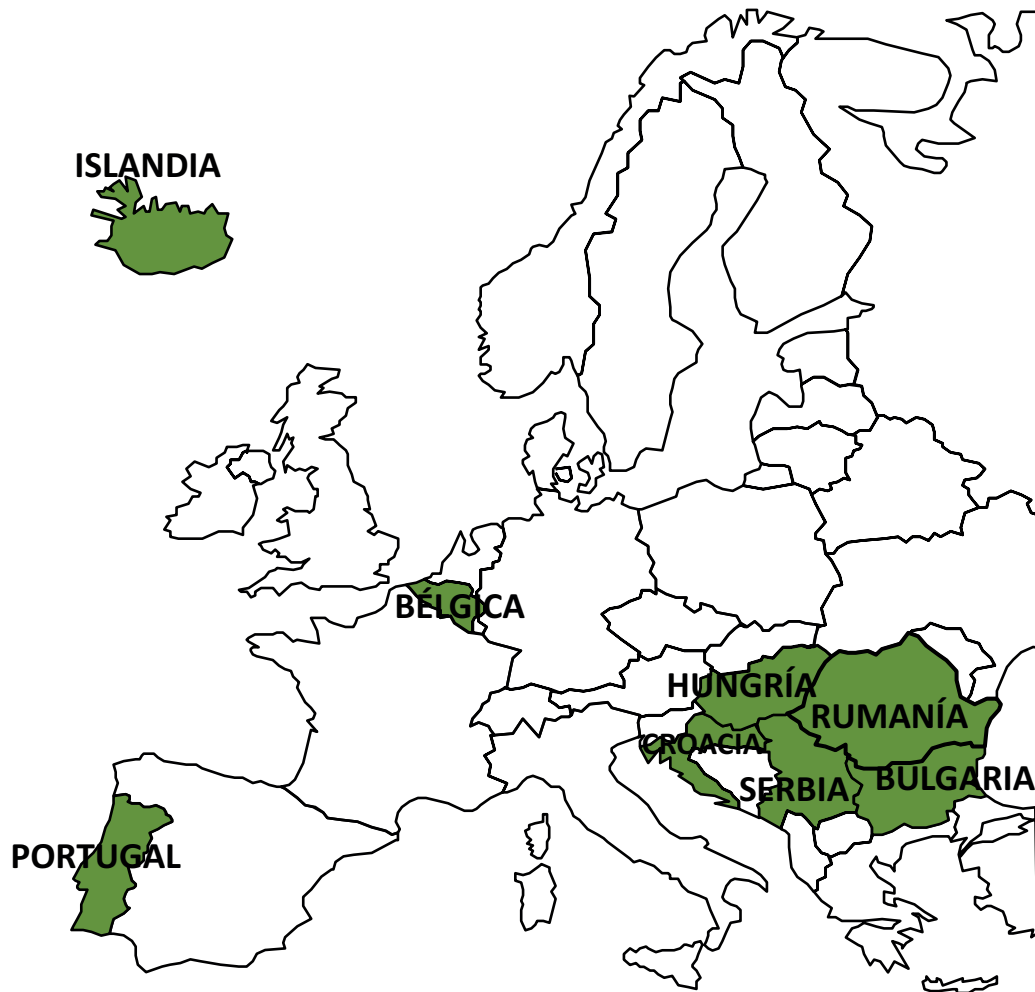 ISLANDIA
BÉLGICA
HUNGRÍA
RUMANÍA
CROACIA
BULGARIA
SERBIA
PORTUGAL